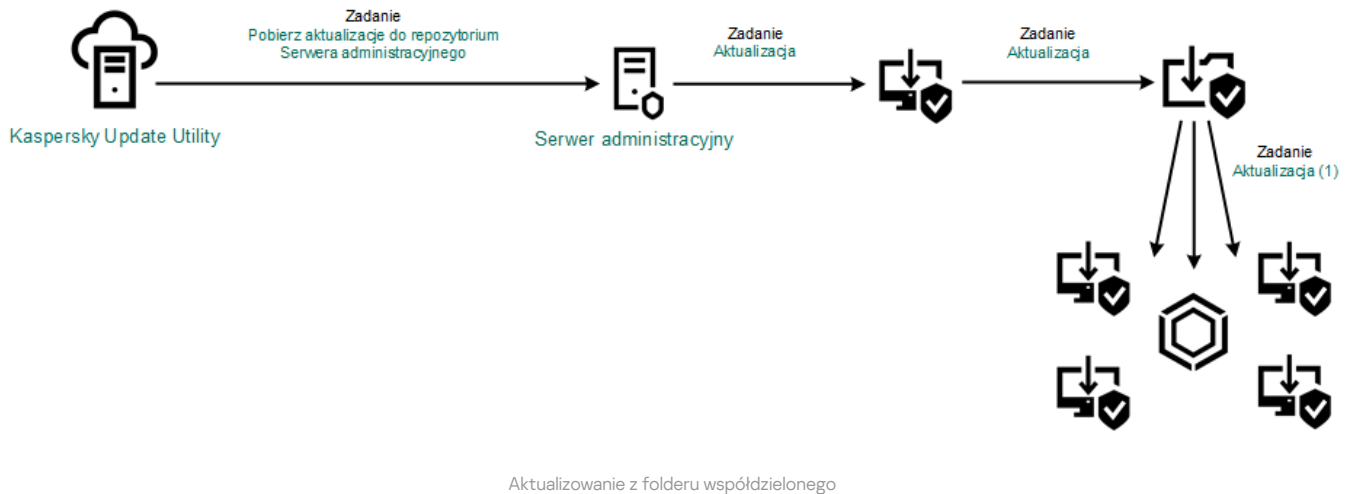 Zadanie
Pobierz aktualizacje do repozytorium
Serwera administracyjnego
Zadanie
Aktualizacja
Zadanie
Aktualizacja
Kaspersky Update Utility
Serwer administracyjny
Zadanie
Aktualizacja (1)
Aktualizowanie z folderu współdzielonego